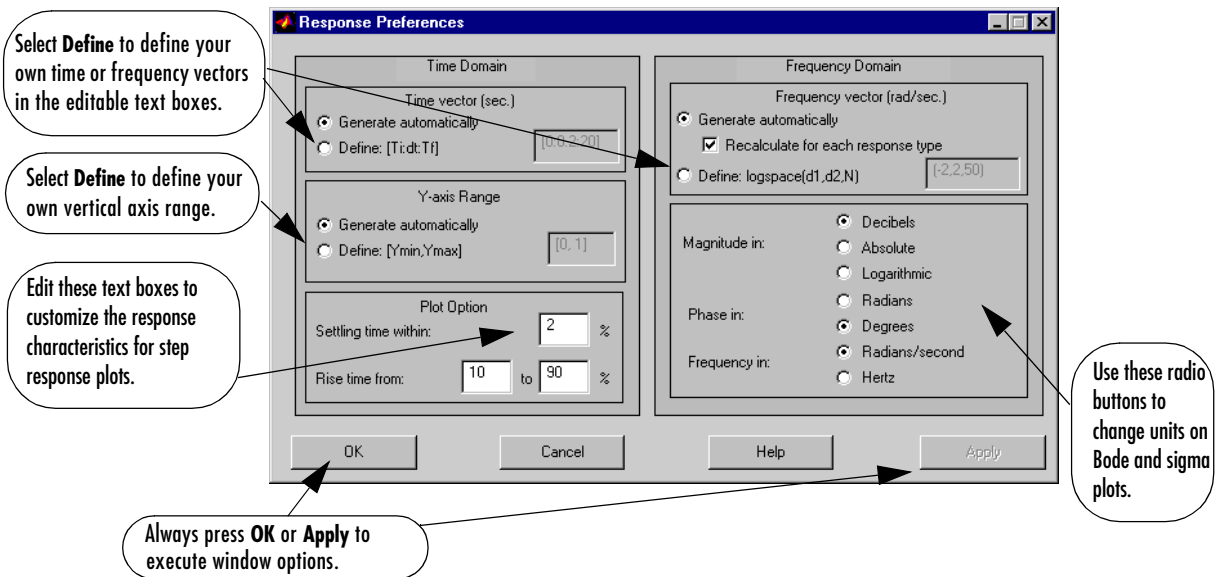 Response Preferences
Select Define to define your
own time or frequency vectors
in the editable text boxes.
Select Define to define your
own vertical axis range.
Edit these text boxes to
customize the response
characteristics for step
response plots.
Time Domain
Time vector (sec.)
Generate automatically
Define: [Ti:dt:Tf]
[0:0.2:20]
Y-axis Range
Generate automatically
Define: [Ymin,Ymax]
[0, 1]
Plot Option
Settling time within:
2 %
Rise time from:
10 to 90 %
Frequency Domain
Frequency vector (rad/sec.)
Generate automatically
Recalculate for each response type
Define: logspace(d1,d2,N)
(-2,2,50)
Magnitude in:
Decibels
Absolute
Logarithmic
Phase in:
Radians
Degrees
Frequency in:
Radians/second
Hertz
OK
Cancel
Help
Apply
Use these radio
buttons to
change units on
Bode and sigma
plots.
Always press OK or Apply to
execute window options.